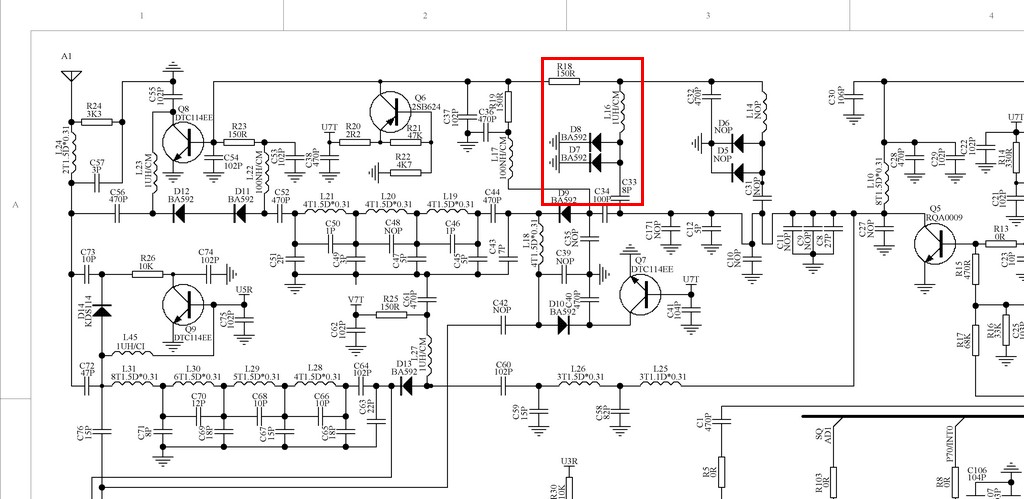 1
2
3
4
A
A1
R24
3K3
C55
102P
Q8
DTC114EE
R23
150R
C54
102P
L22
100NH/CM
C53
102P
C38
470P
U7T
R20
2R2
Q6
2SB624
R21
47K
R22
4K7
C37
102P
C36
470P
R19
150R
L17
100NH/CM
R18
150R
L16
1UH/CM
D8
BA592
D7
BA592
C33
8P
C32
470P
D6
NOP
D5
NOP
L14
NOP
C31
NOP
C30
106P
L10
8T1.5D*0.31
C28
470P
C29
102P
C22
102P
U7T
R14
330R
C21
102P
L24
2T1.5D*0.31
C57
3P
L23
1UH/CM
C56
470P
D12
BA592
D11
BA592
C52
470P
L21
4T1.5D*0.31
L20
4T1.5D*0.31
L19
4T1.5D*0.31
C44
470P
D9
BA592
C34
100P
C50
1P
C48
NOP
C46
1P
C51
2P
C49
3P
C47
5P
C45
5P
C43
7P
L18
4T1.5D*0.31
C35
NOP
C39
NOP
C40
470P
D10
BA592
Q7
DTC114EE
U7T
C41
104P
C171
NOP
C12
5P
C10
NOP
C11
NOP
C9
NOP
C8
27P
C27
NOP
Q5
RQA0009
R13
0R
R15
470R
C23
10P
R17
68K
R16
33K
C25
103P
C73
10P
R26
10K
C74
102P
D14
KDS114
Q9
DTC114EE
U5R
C75
102P
L45
1UH/CI
V7T
C62
102P
R25
150R
C61
470P
L27
1UH/CM
C42
NOP
C72
47P
L31
8T1.5D*0.31
L30
6T1.5D*0.31
L29
5T1.5D*0.31
L28
4T1.5D*0.31
C64
102P
D13
BA592
C60
102P
L26
3T1.5D*0.31
L25
3T1.1D*0.31
C70
12P
C68
10P
C66
10P
C63
22P
C76
15P
C71
8P
C69
18P
C67
15P
C65
18P
C59
15P
C58
82P
C1
470P
R5
0R
U3R
R30
10K
SQ
AD1
R103
0R
P70/INT0
R8
0R
C106
104P